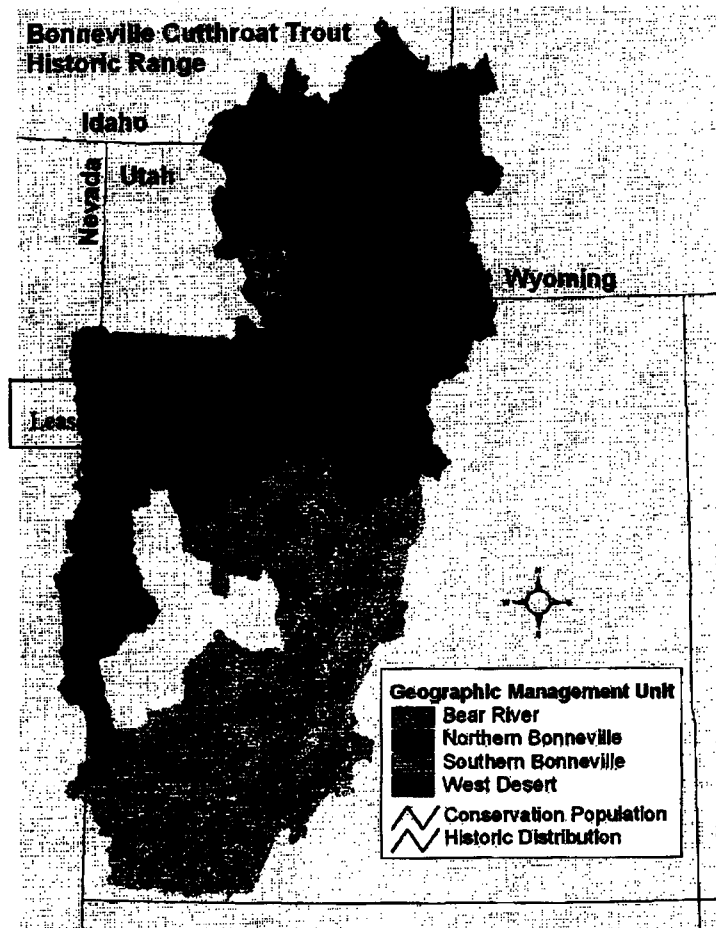 Bonneville Cutthroat Trout
Historic Range
Idaho
Nevada
Utah
Wyoming
Leas
Geographic Management Unit
Bear River
Northern Bonneville
Southern Bonneville
West Desert
Conservation Population
Historic Distribution